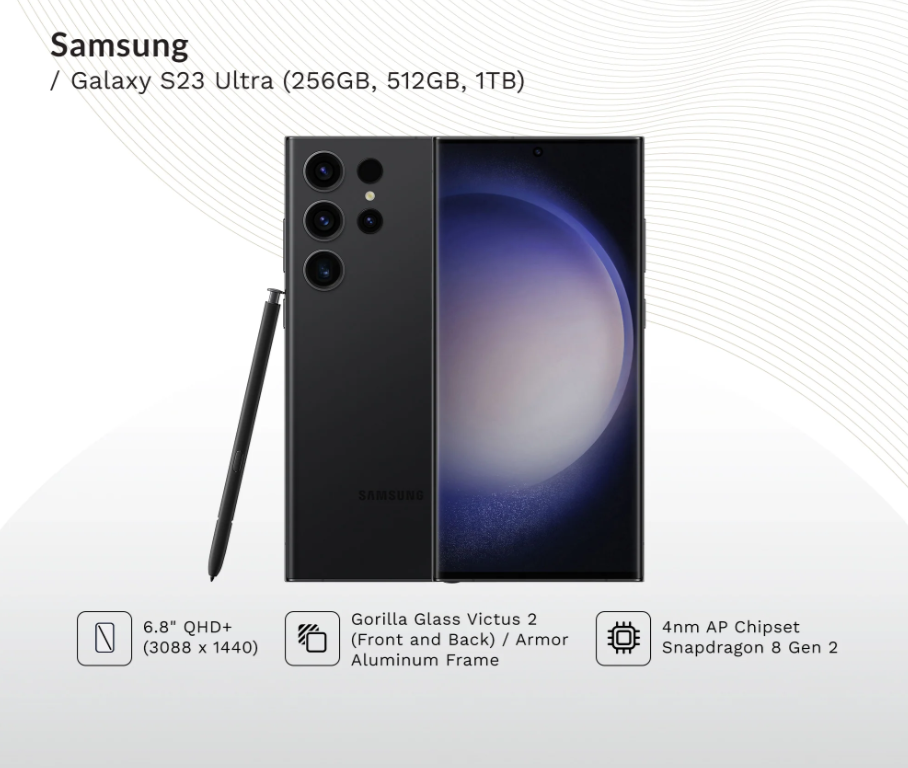 Samsung
/ Galaxy S23 Ultra (256GB, 512GB, 1TB)
SAMSUNG
6.8" QHD+
(3088 x 1440)
Gorilla Glass Victus 2
(Front and Back) / Armor
Aluminum Frame
4nm AP Chipset
Snapdragon 8 Gen 2